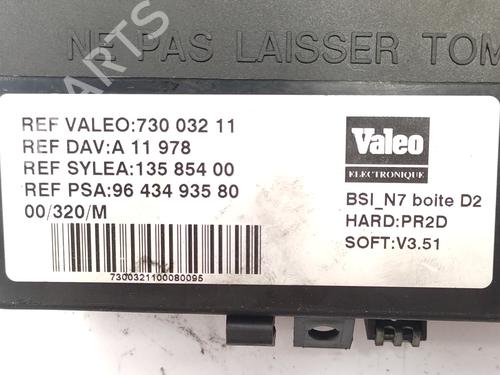 NE PAS LAISSER TOM
PARTS
REF VALEO:730 032 11
REF DAV:A 11 978
REF SYLEA:135 854 00
REF PSA:96 434 935 80
00/320/M
7300321100080095
Valeo
ELECTRONIQUE
BSI_N7 boite D2
HARD:PR2D
SOFT:V3.51